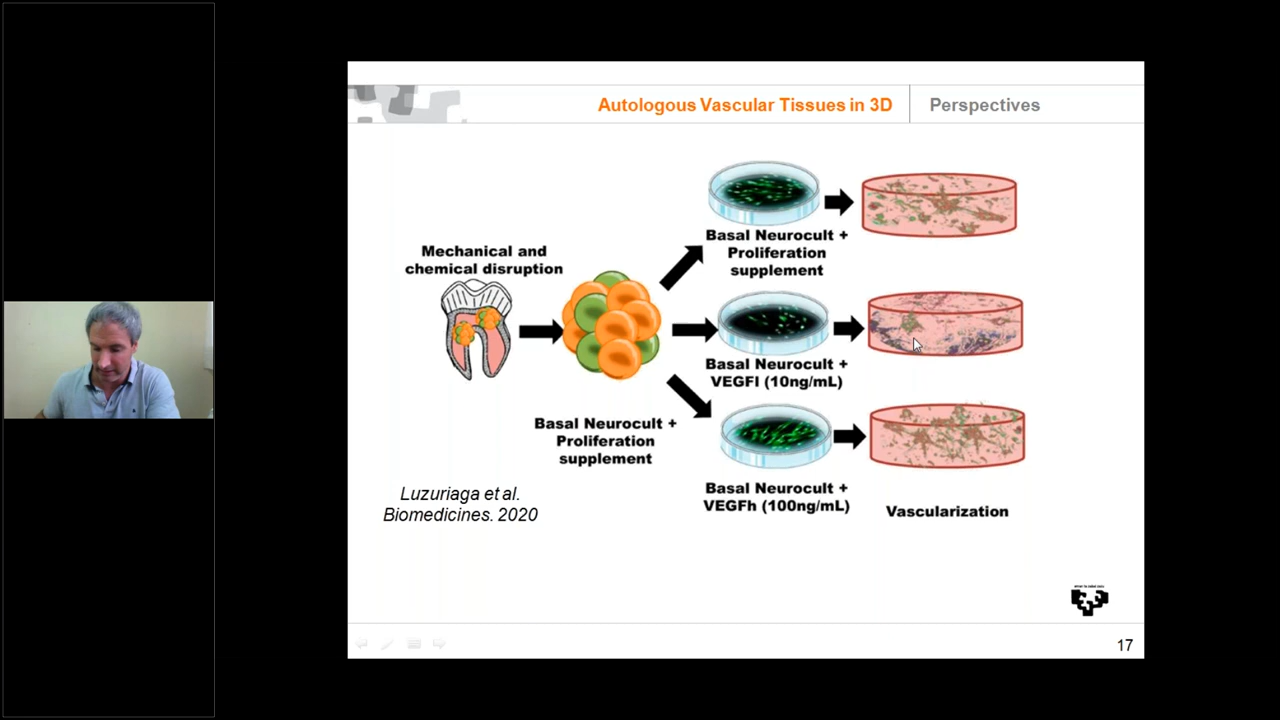 Autologous Vascular Tissues in 3D
Perspectives
Mechanical and
chemical disruption
Basal Neurocult +
Proliferation
supplement
Basal Neurocult +
Proliferation
supplement
Basal Neurocult +
VEGFl (10ng/mL)
Basal Neurocult +
VEGFh (100ng/mL)
Vascularization
Luzuriaga et al.
Biomedicines. 2020
17